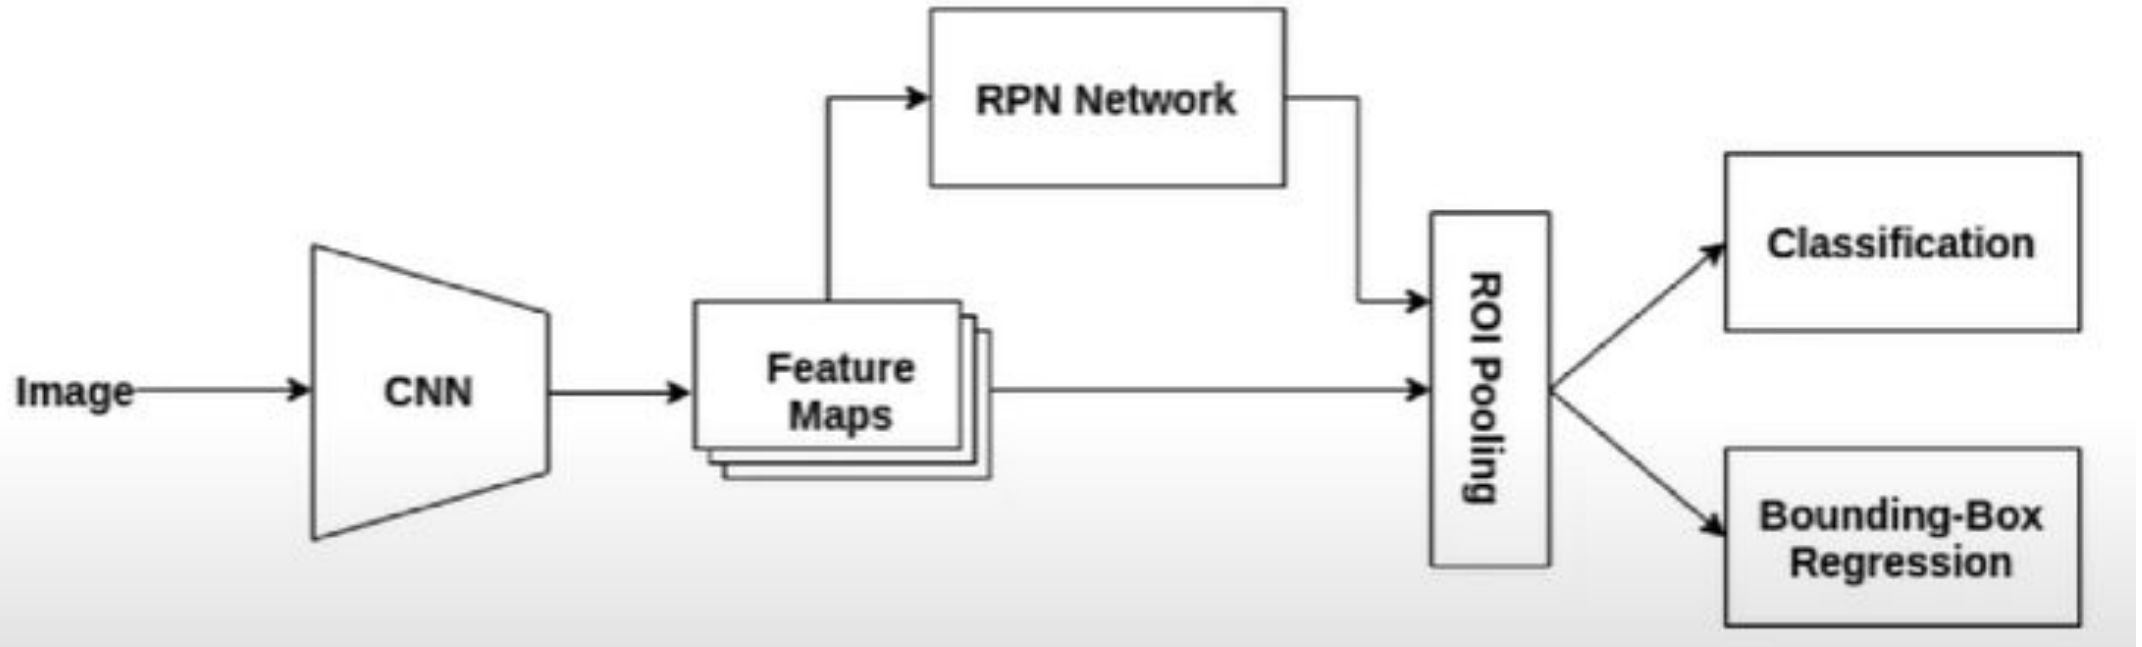 RPN Network
Classification
Image
CNN
Feature
Maps
ROI Pooling
Bounding-Box
Regression